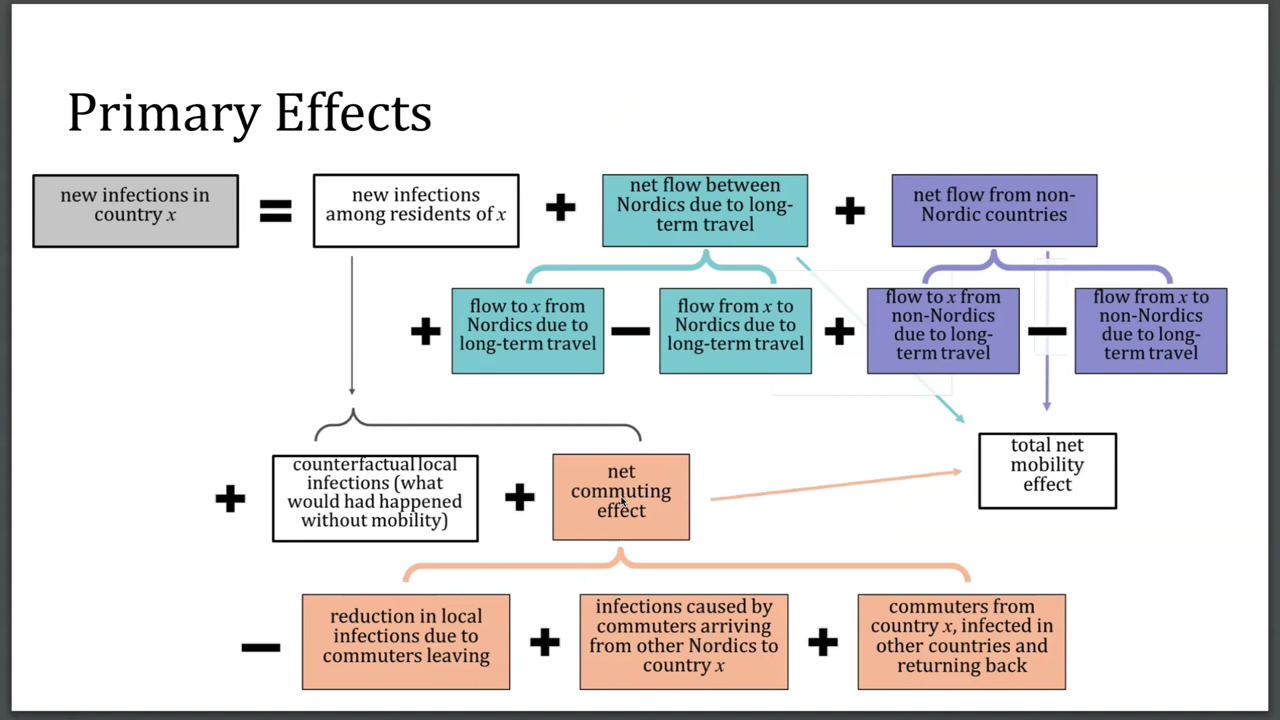 Primary Effects
new infections in
country x
=
new infections
among residents of x
+
net flow between
Nordics due to long-
term travel
+
net flow from non-
Nordic countries
+
flow to x from
Nordics due to
long-term travel
−
flow from x to
Nordics due to
long-term travel
+
flow to x from
non-Nordics
due to long-
term travel
−
flow from x to
non-Nordics
due to long-
term travel
+
counterfactual local
infections (what
would had happened
without mobility)
+
net
commuting
effect
total net
mobility
effect
−
reduction in local
infections due to
commuters leaving
+
infections caused by
commuters arriving
from other Nordics to
country x
+
commuters from
country x, infected in
other countries and
returning back